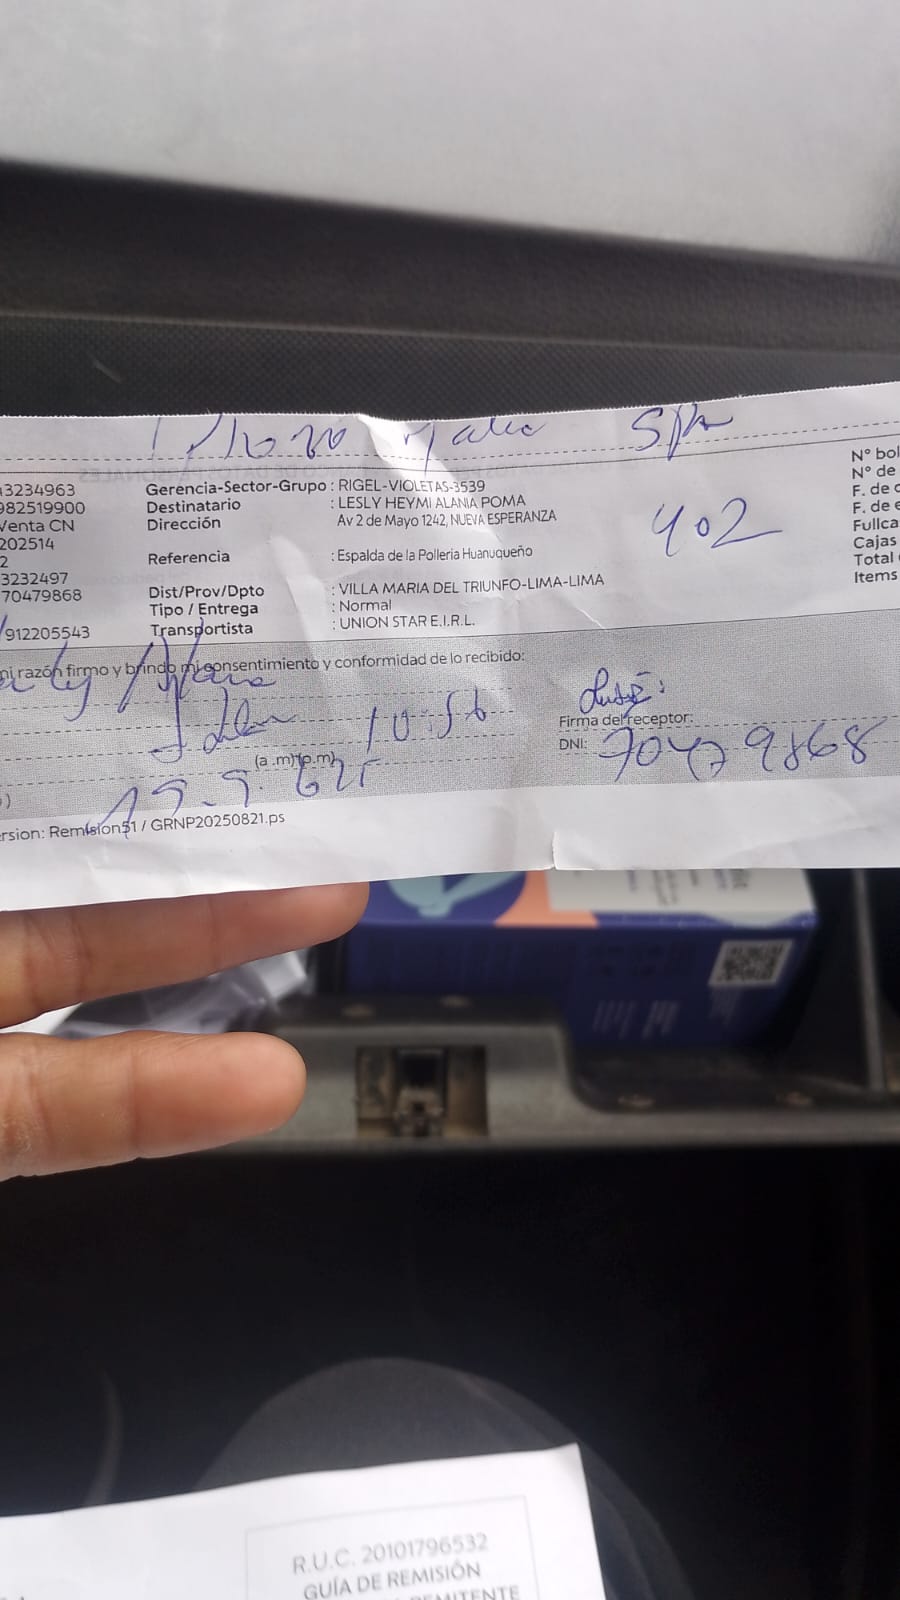 402
3234963 Gerencia-Sector-Grupo : RIGEL-VIOLETAS-3539
982519900 Destinatario : LESLY HEYMI ALANIA POMA
Venta CN Dirección Av 2 de Mayo 1242, NUEVA ESPERANZA
202514
2 Referencia : Espalda de la Polleria Huanuqueño
3232497
70479868 Dist/Prov/Dpto : VILLA MARIA DEL TRIUNFO-LIMA-LIMA
Tipo / Entrega : Normal
912205543 Transportista : UNION STAR E.I.R.L.
N° bol
N° de
F. de
F. de e
Fullca
Cajas
Total
Items
mi razón firmo y brindo mi consentimiento y conformidad de lo recibido:
10:56
Firma del receptor:
(a.m) (p.m)
DNI: 70479868
rsion: Remision51 / GRNP20250821.ps
R.U.C. 20101796532
GUÍA DE REMISIÓN
REMITENTE